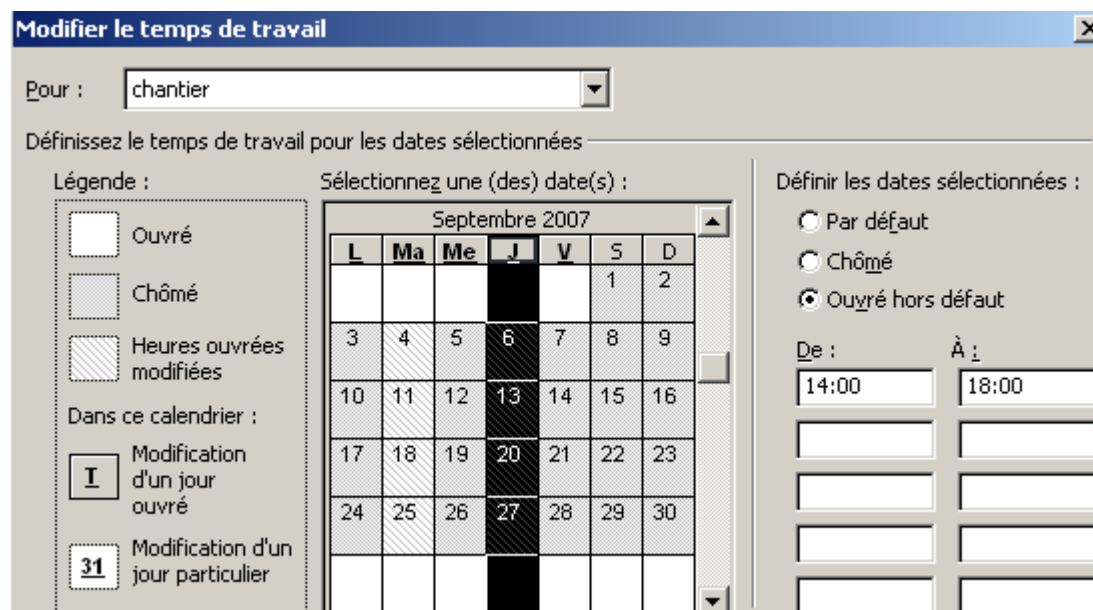 Modifier le temps de travail
Pour : chantier
Définissez le temps de travail pour les dates sélectionnées
Légende :
Ouvré
Chômé
Heures ouvrées
modifiées
Dans ce calendrier :
T
Modification
d'un jour
ouvré
31
Modification d'un
jour particulier
Sélectionnez une (des) date(s) :
Septembre 2007
L Ma Me J V S D
1 2
3 4 5 6 7 8 9
10 11 12 13 14 15 16
17 18 19 20 21 22 23
24 25 26 27 28 29 30
Définir les dates sélectionnées :
Par défaut
Chômé
Ouvré hors défaut
De : À :
14:00 18:00